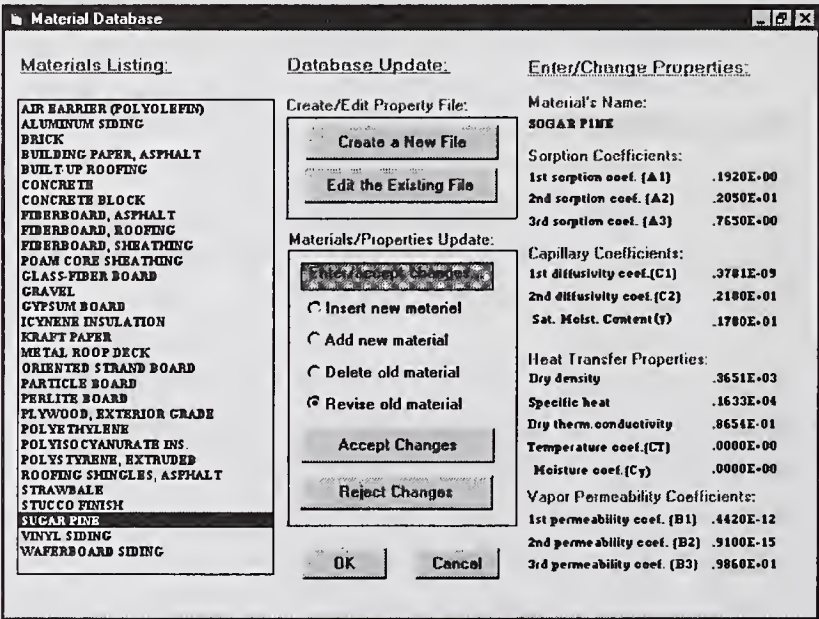 Material Database
Materials Listing:
AIR BARRIER (POLYOLEFIN)
ALUMINUM SIDING
BRICK
BUILDING PAPER, ASPHALT
BUILT-UP ROOFING
CONCRETE
CONCRETE BLOCK
FIBERBOARD, ASPHALT
FIBERBOARD, ROOFING
FIBERBOARD, SHEATHING
FOAM CORE SHEATHING
GLASS-FIBER BOARD
GRAVEL
GYPSUM BOARD
ICYNENE INSULATION
KRAFT PAPER
METAL ROOF DECK
ORIENTED STRAND BOARD
PARTICLE BOARD
PERLITE BOARD
PLYWOOD, EXTERIOR GRADE
POLYETHYLENE
POLYISOCYANURATE INS.
POLYSTYRENE, EXTRUDED
ROOFING SHINGLES, ASPHALT
STRAWBALE
STUCCO FINISH
SUGAR PINE
VINYL SIDING
WAFERBOARD SIDING
Database Update:
Create/Edit Property File:
Create a New File
Edit the Existing File
Materials/Properties Update:
Enter/accept changes...
Insert new material
Add new material
Delete old material
Revise old material
Accept Changes
Reject Changes
OK
Cancel
Enter/Change Properties:
Material's Name:
SUGAR PINE
Sorption Coefficients:
1st sorption coef. (A1) .1920E+00
2nd sorption coef. (A2) .2050E+01
3rd sorption coef. (A3) .7650E+00
Capillary Coefficients:
1st diffusivity coef.(C1) .3781E-09
2nd diffusivity coef.(C2) .2180E+01
Sat. Moist. Content(γ) .1780E+01
Heat Transfer Properties:
Dry density .3651E+03
Specific heat .1633E+04
Dry therm.conductivity .8654E-01
Temperature coef.(CT) .0000E+00
Moisture coef.(Cγ) .0000E+00
Vapor Permeability Coefficients:
1st permeability coef. (B1) .4420E-12
2nd permeability coef. (B2) .9100E-15
3rd permeability coef. (B3) .9860E+01